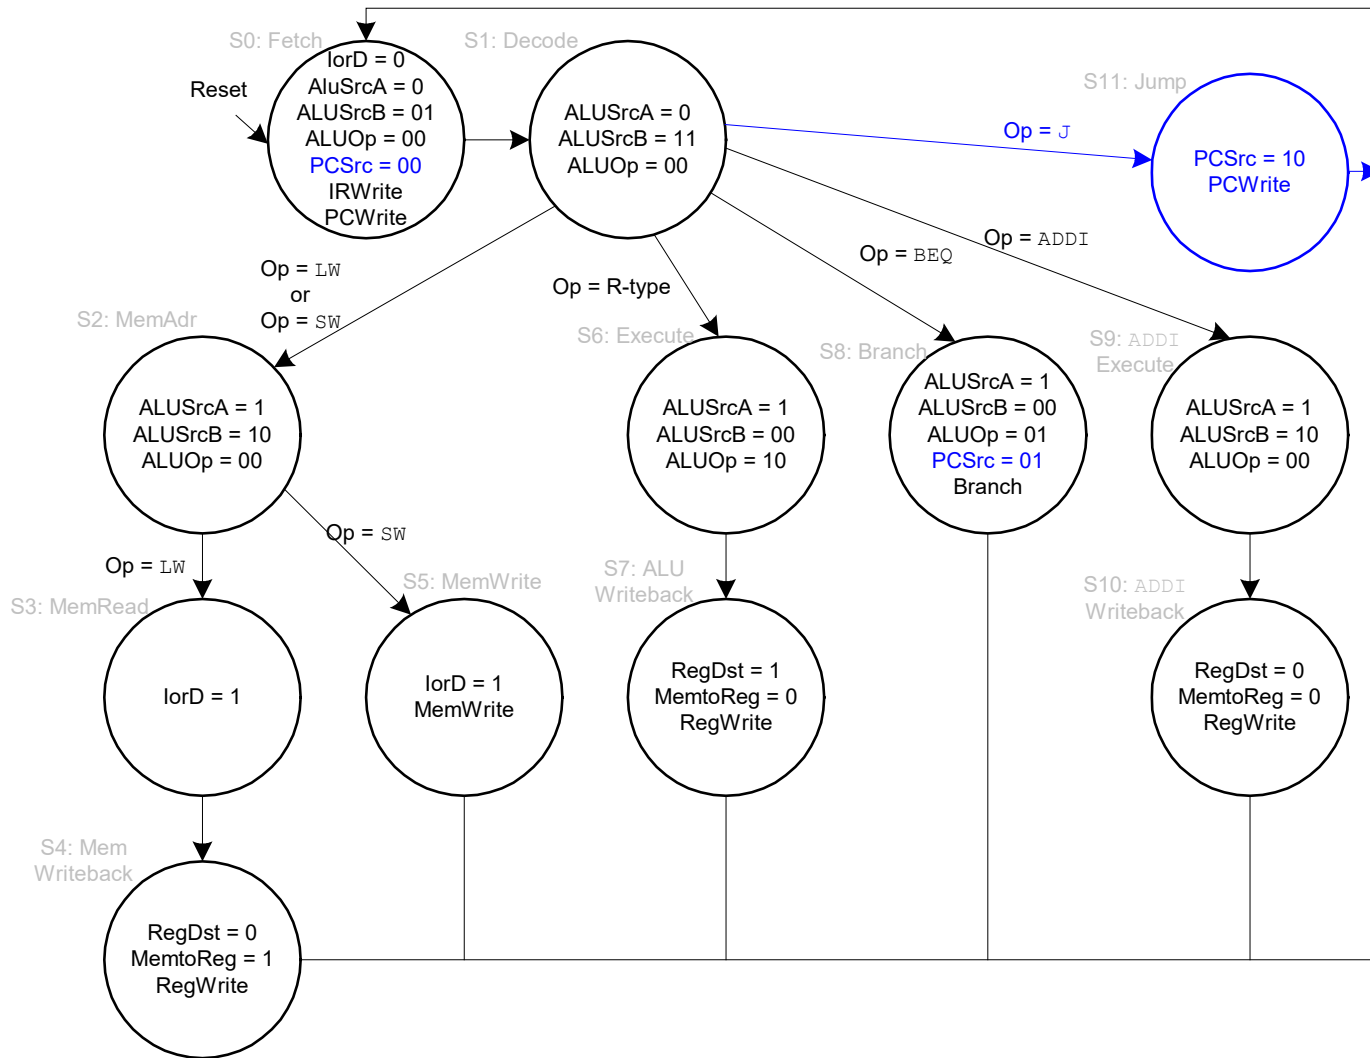 S0: Fetch
IorD = 0
AluSrcA = 0
ALUSrcB = 01
ALUOp = 00
PCSrc = 00
IRWrite
PCWrite
Reset
S1: Decode
ALUSrcA = 0
ALUSrcB = 11
ALUOp = 00
S11: Jump
Op = J
PCSrc = 10
PCWrite
Op = LW
or
Op = SW
Op = R-type
Op = BEQ
Op = ADDI
S2: MemAdr
ALUSrcA = 1
ALUSrcB = 10
ALUOp = 00
S6: Execute
ALUSrcA = 1
ALUSrcB = 00
ALUOp = 10
S8: Branch
ALUSrcA = 1
ALUSrcB = 00
ALUOp = 01
PCSrc = 01
Branch
S9: ADDI
Execute
ALUSrcA = 1
ALUSrcB = 10
ALUOp = 00
Op = LW
Op = SW
S3: MemRead
IorD = 1
S5: MemWrite
IorD = 1
MemWrite
S7: ALU
Writeback
RegDst = 1
MemtoReg = 0
RegWrite
S10: ADDI
Writeback
RegDst = 0
MemtoReg = 0
RegWrite
S4: Mem
Writeback
RegDst = 0
MemtoReg = 1
RegWrite